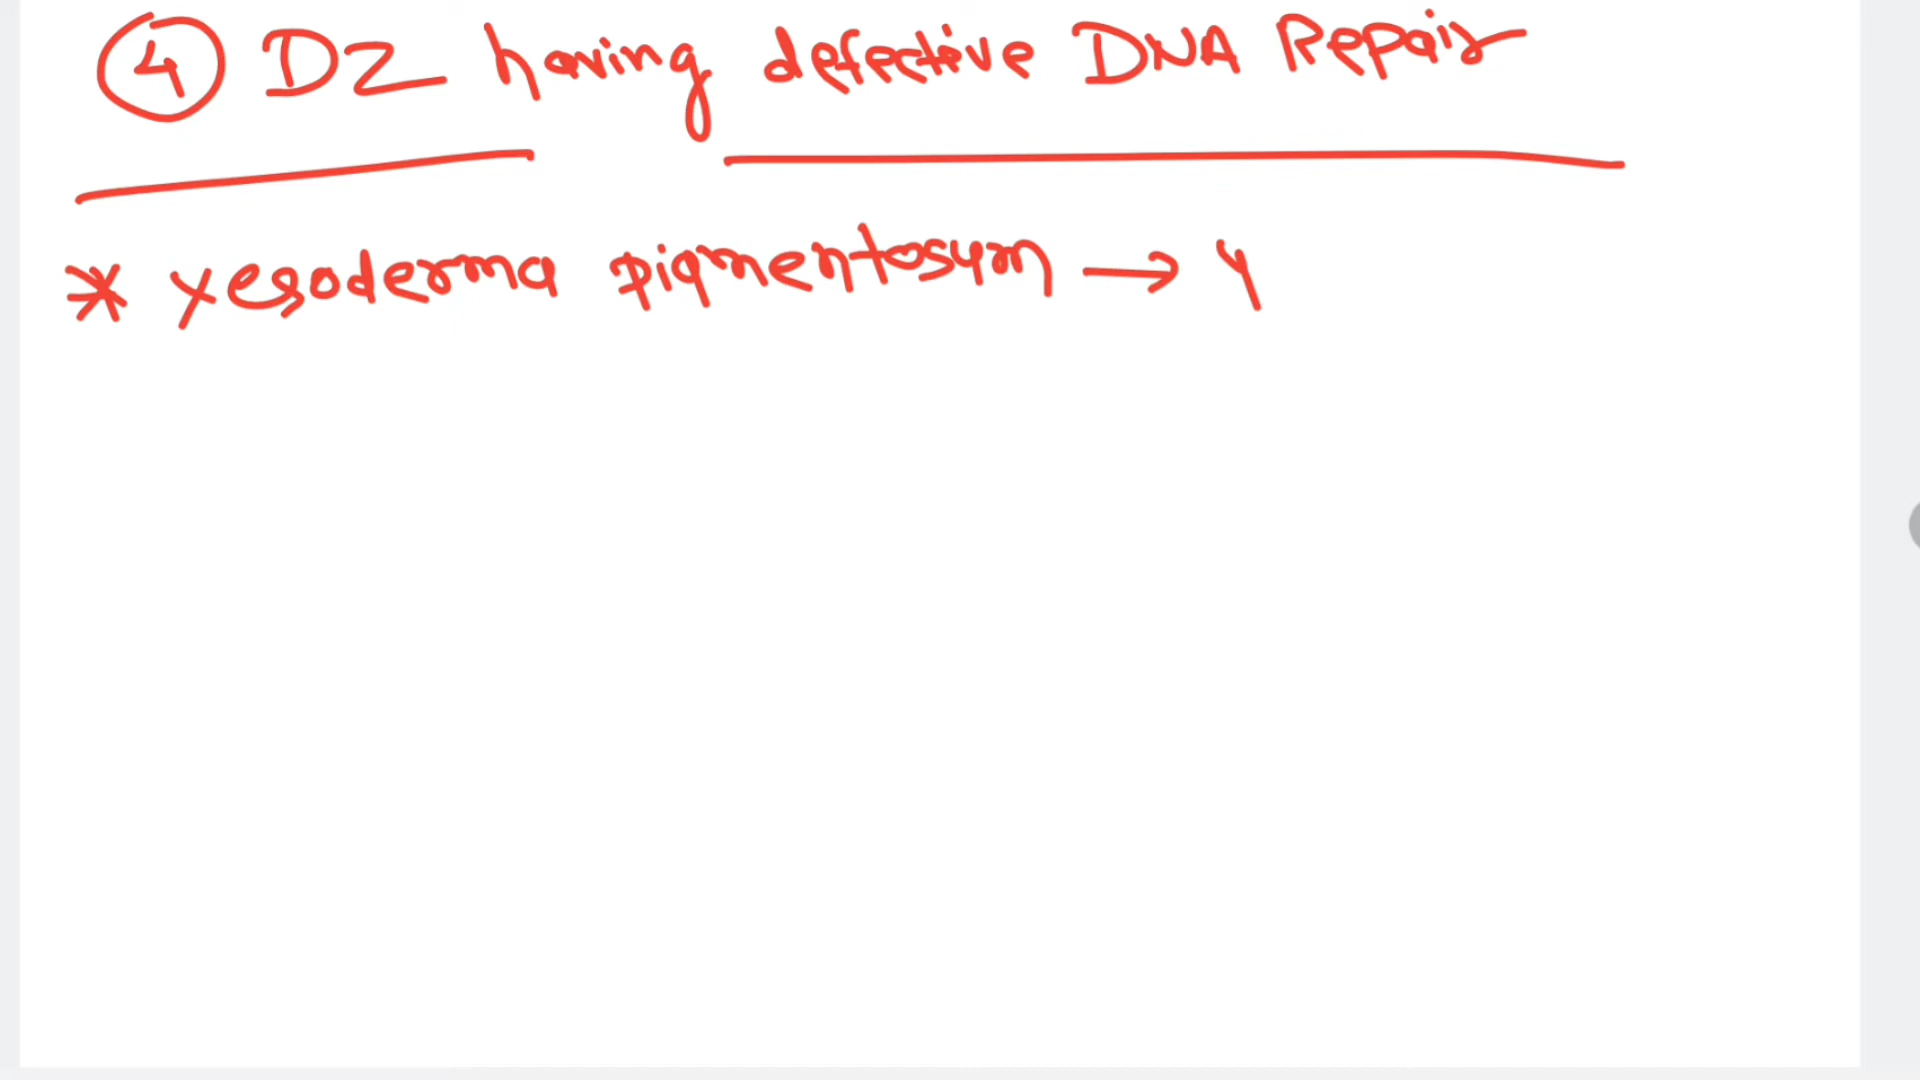 ④ DZ having defective DNA Repair
* Xeroderma pigmentosum → Y